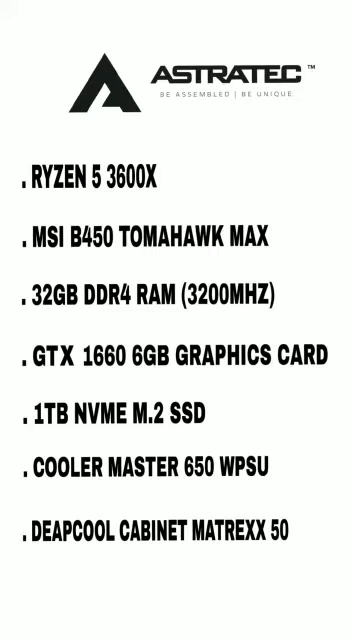 ASTRATEC™
BE ASSEMBLED | BE UNIQUE.
. RYZEN 5 3600X
. MSI B450 TOMAHAWK MAX
. 32GB DDR4 RAM (3200MHZ)
. GTX 1660 6GB GRAPHICS CARD
. 1TB NVME M.2 SSD
. COOLER MASTER 650 WPSU
. DEAPCOOL CABINET MATREXX 50